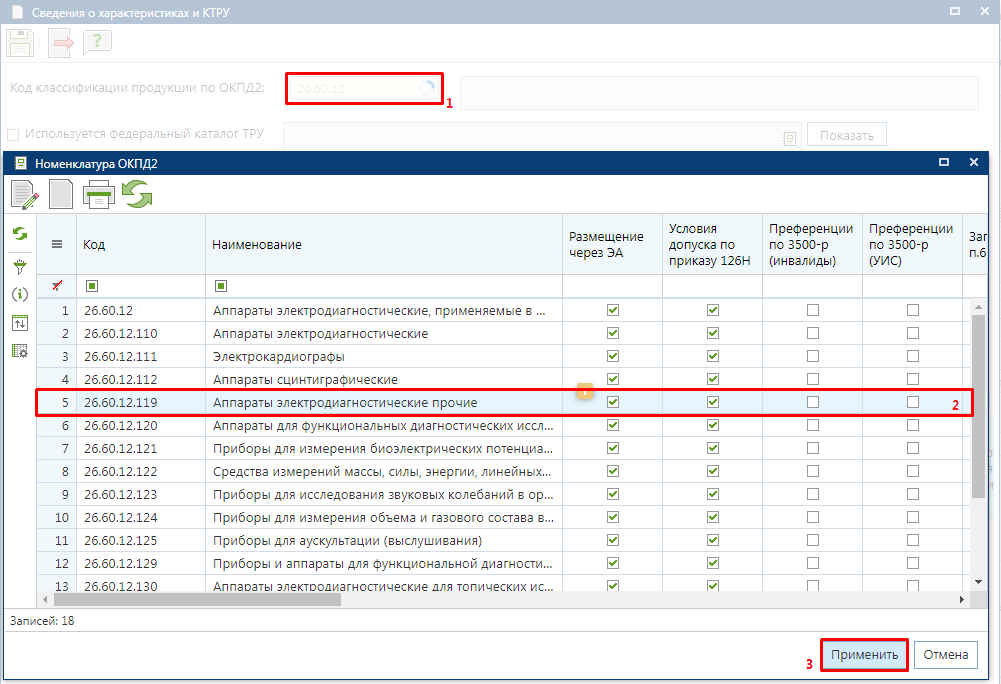 Сведения о характеристиках и КТРУ
Код классификации продукции по ОКПД2: 26.60.12 1
Используется федеральный каталог ТРУ Показать
Номенклатура ОКПД2
Код Наименование Размещение через ЭА Условия допуска по приказу 126Н Преференции по 3500-р (инвалиды) Преференции по 3500-р (УИС) Заг п.6
1 26.60.12 Аппараты электродиагностические, применяемые в ...
2 26.60.12.110 Аппараты электродиагностические
3 26.60.12.111 Электрокардиографы
4 26.60.12.112 Аппараты сцинтиграфические
5 26.60.12.119 Аппараты электродиагностические прочие 2
6 26.60.12.120 Аппараты для функциональных диагностических иссл...
7 26.60.12.121 Приборы для измерения биоэлектрических потенциа...
8 26.60.12.122 Средства измерений массы, силы, энергии, линейных...
9 26.60.12.123 Приборы для исследования звуковых колебаний в ор...
10 26.60.12.124 Приборы для измерения объема и газового состава в...
11 26.60.12.125 Приборы для аускультации (выслушивания)
12 26.60.12.129 Приборы и аппараты для функциональной диагности...
13 26.60.12.130 Аппараты электродиагностические для топических ис...
Записей: 18
3 Применить Отмена